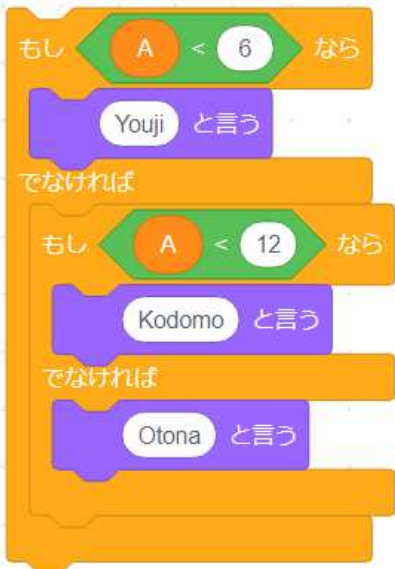 もし A < 6 なら
Youji と言う
でなければ
もし A < 12 なら
Kodomo と言う
でなければ
Otona と言う